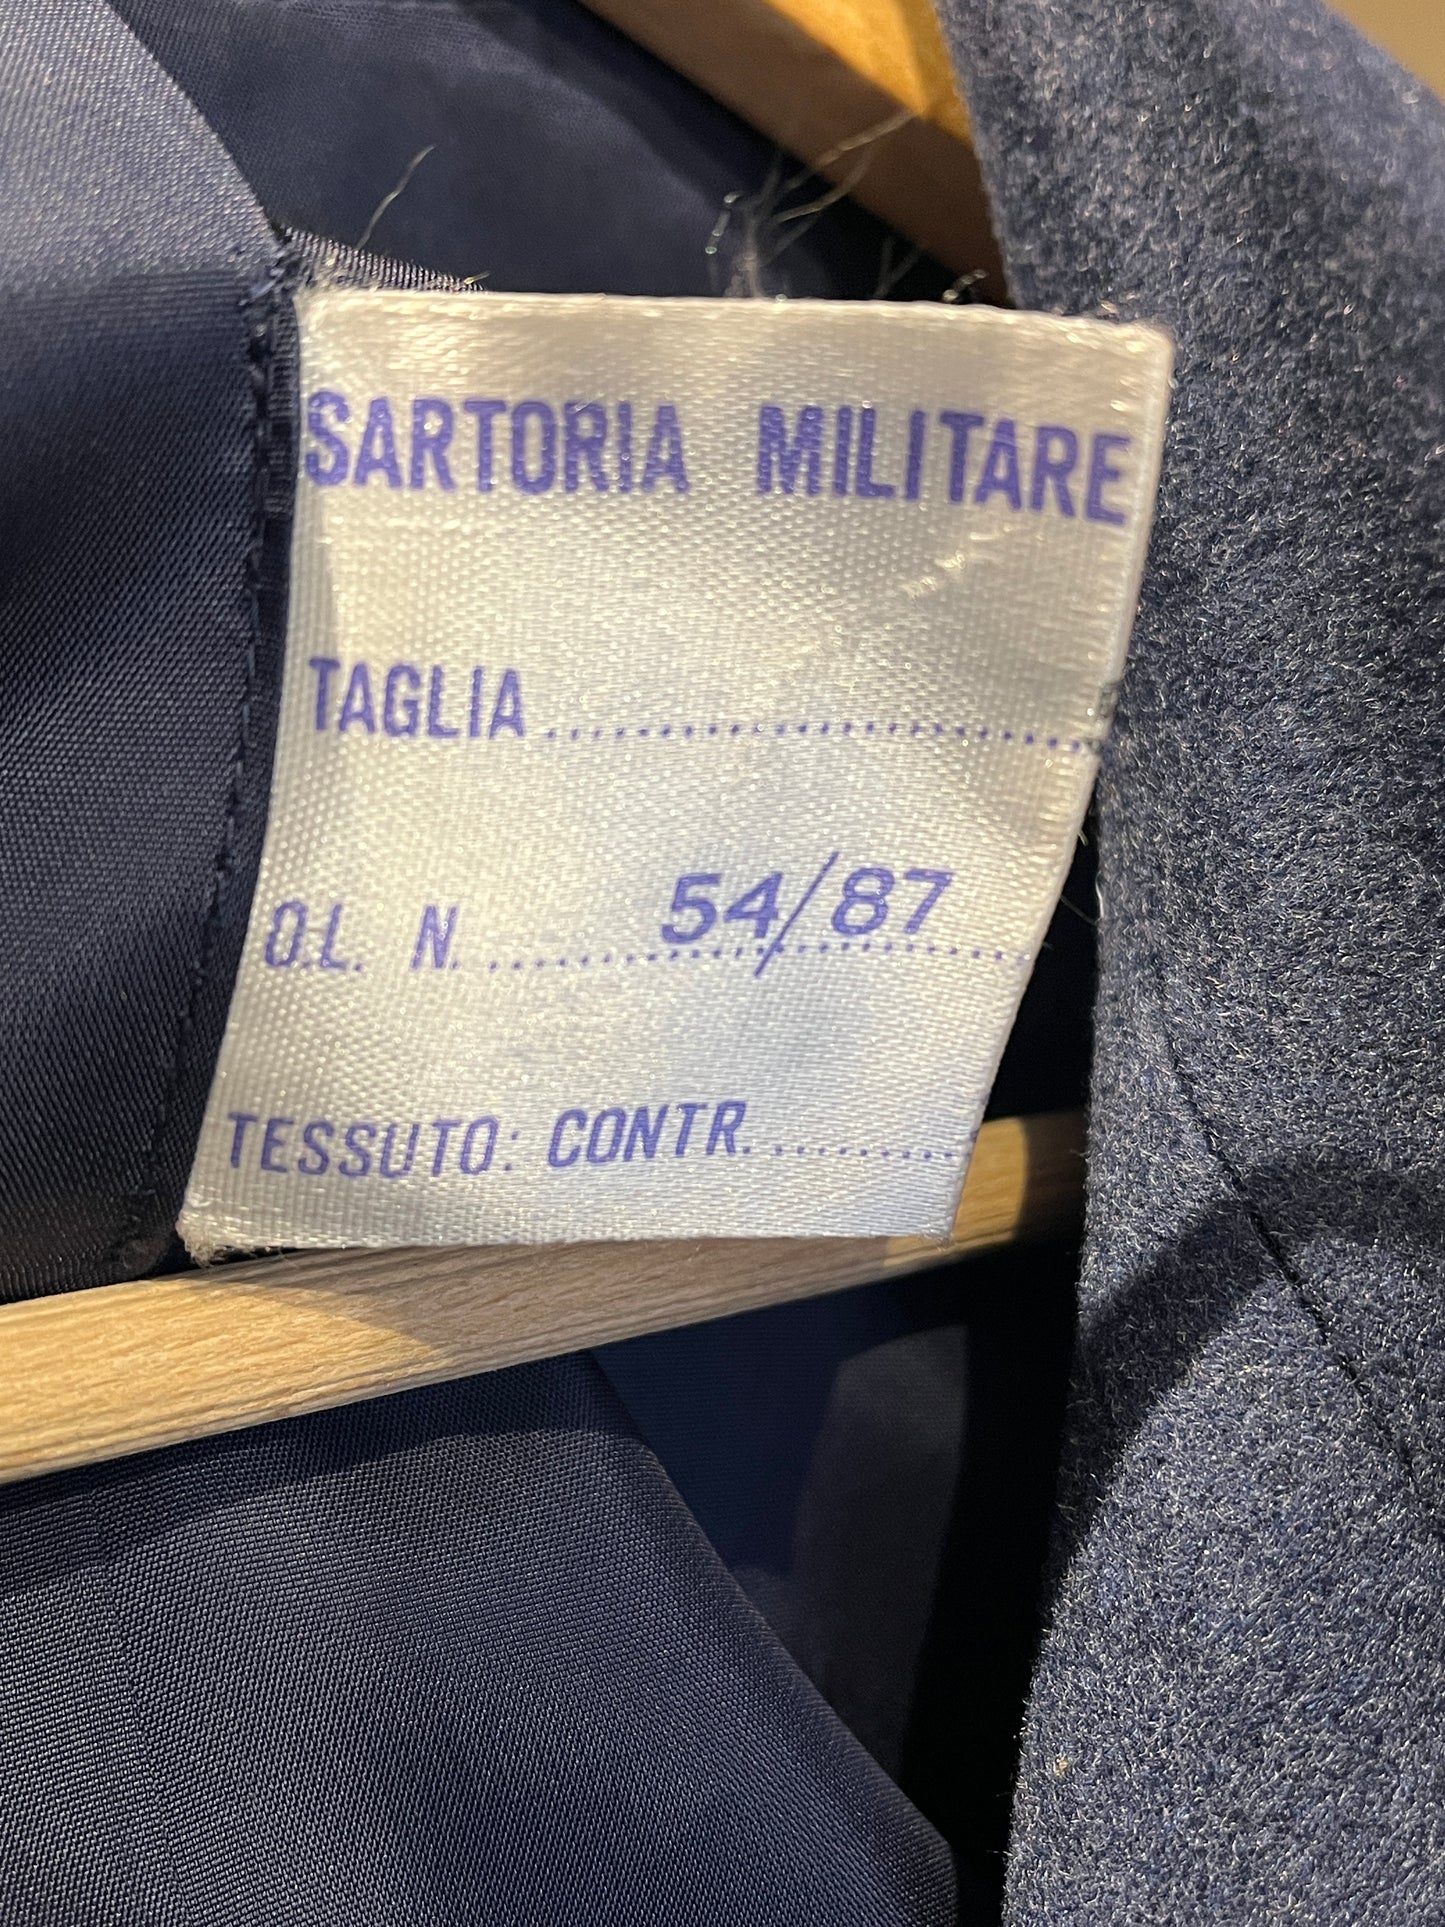 SARTORIA MILITARE
TAGLIA ........................
O.L. N. ............54/87......
TESSUTO: CONTR. ............